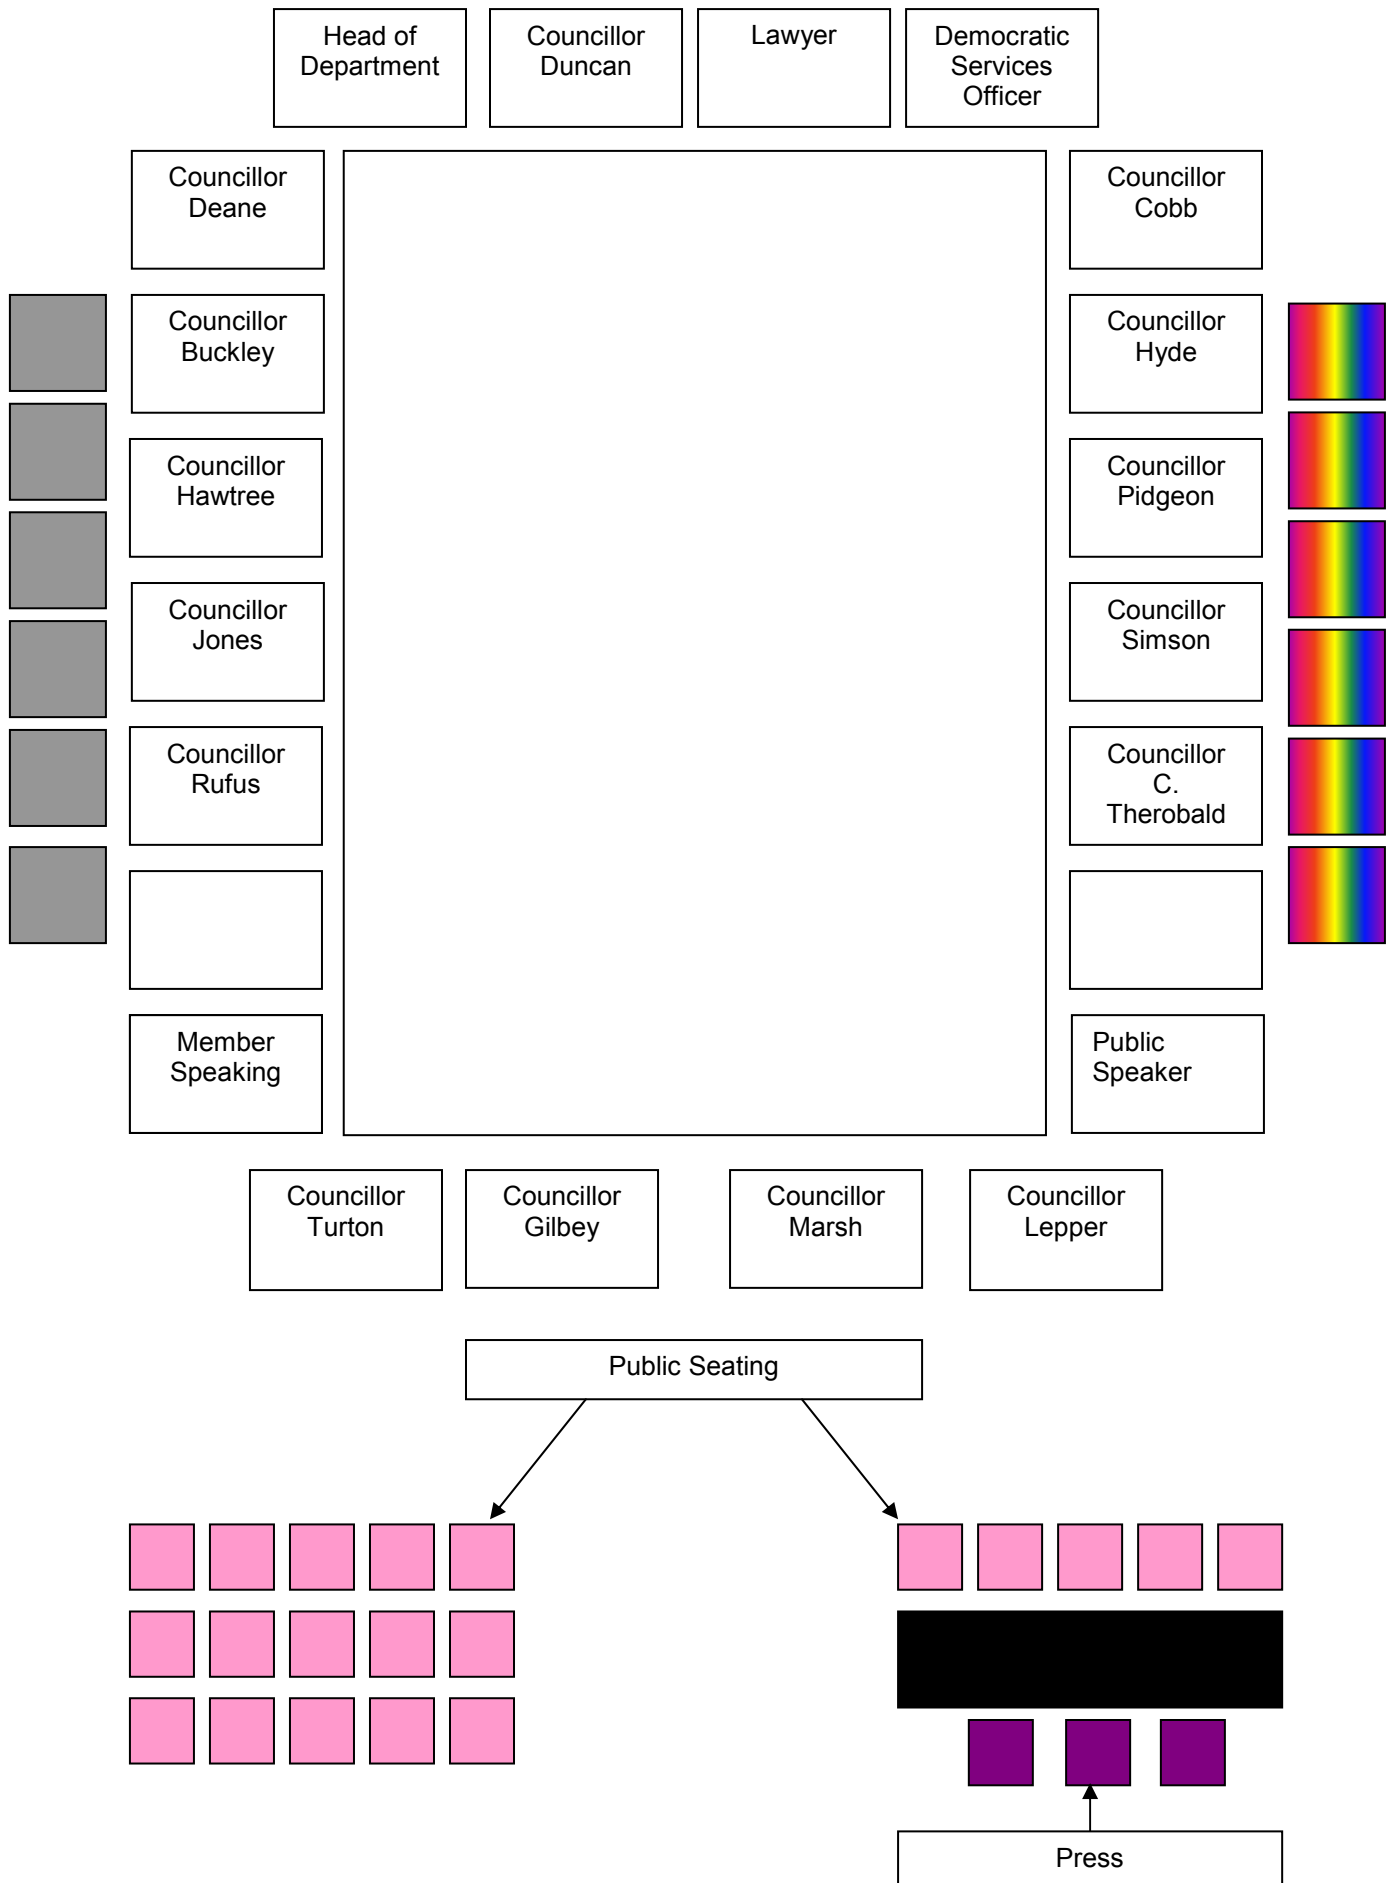 Head of
Department
Councillor
Duncan
Lawyer
Democratic
Services
Officer
Councillor
Deane
Councillor
Cobb
Councillor
Buckley
Councillor
Hyde
Councillor
Hawtree
Councillor
Pidgeon
Councillor
Jones
Councillor
Simson
Councillor
Rufus
Councillor
C.
Therobald
Member
Speaking
Public
Speaker
Councillor
Turton
Councillor
Gilbey
Councillor
Marsh
Councillor
Lepper
Public Seating
Press